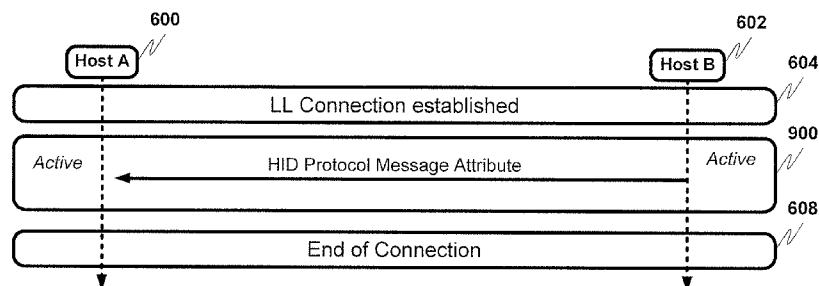 600
602
Host A
Host B
604
LL Connection established
900
Active
HID Protocol Message Attribute
Active
608
End of Connection